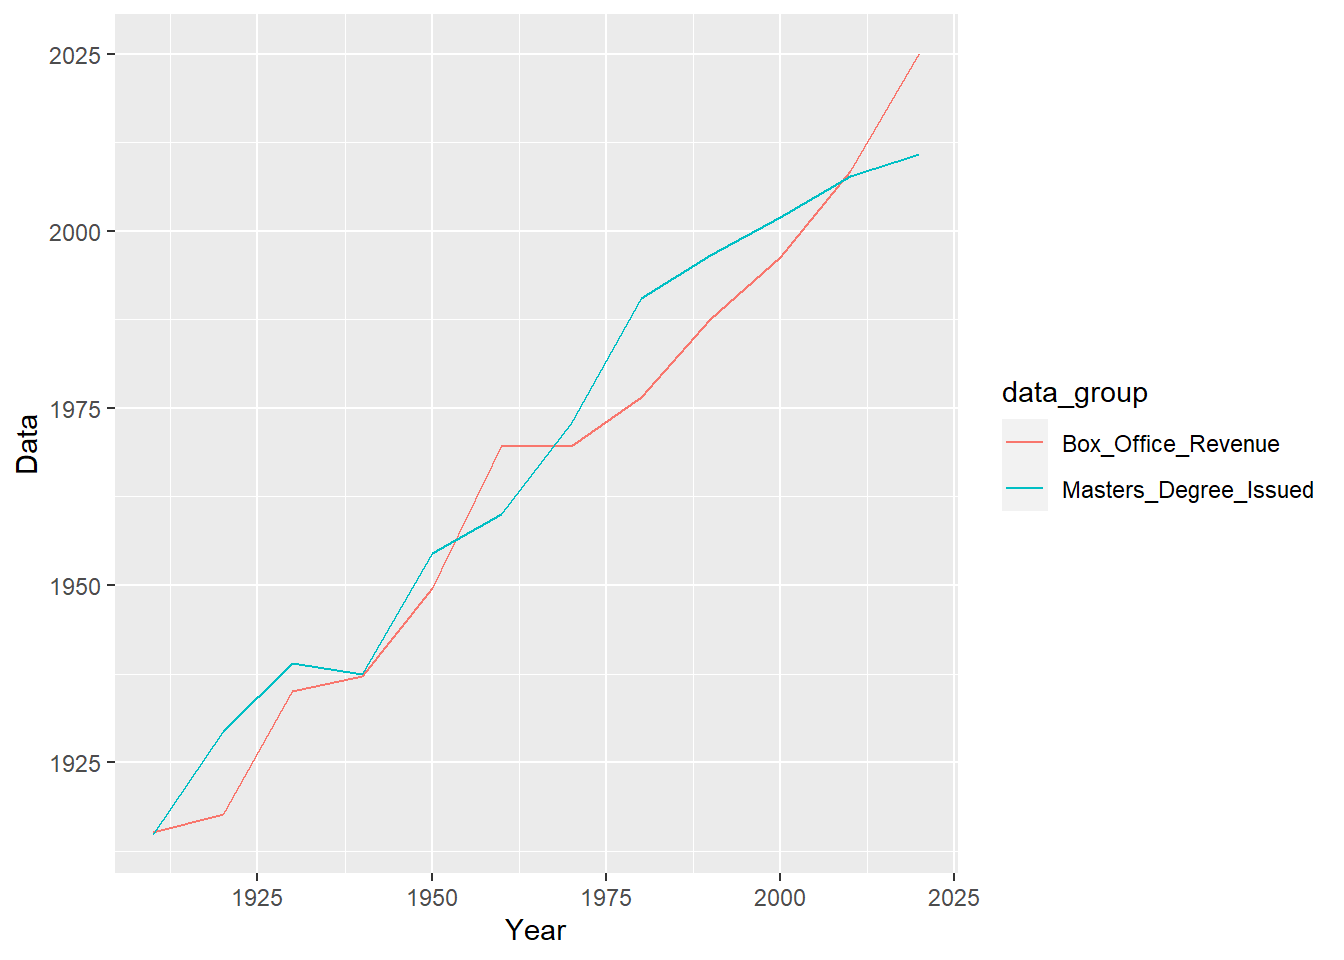 2025
2000
1975
1950
1925
Data
1925 1950 1975 2000 2025
Year
data_group
Box_Office_Revenue
Masters_Degree_Issued